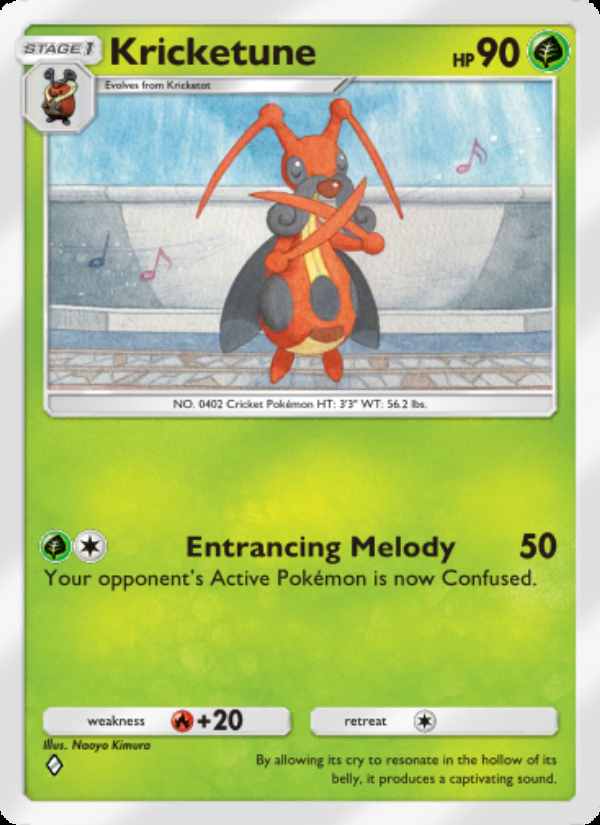 STAGE 1 Kricketune HP 90
Evolves from Kricketot
NO. 0402 Cricket Pokémon HT: 3'3" WT: 56.2 lbs.
Entrancing Melody 50
Your opponent's Active Pokémon is now Confused.
weakness +20 retreat
Illus. Naoyo Kimura
By allowing its cry to resonate in the hollow of its
belly, it produces a captivating sound.